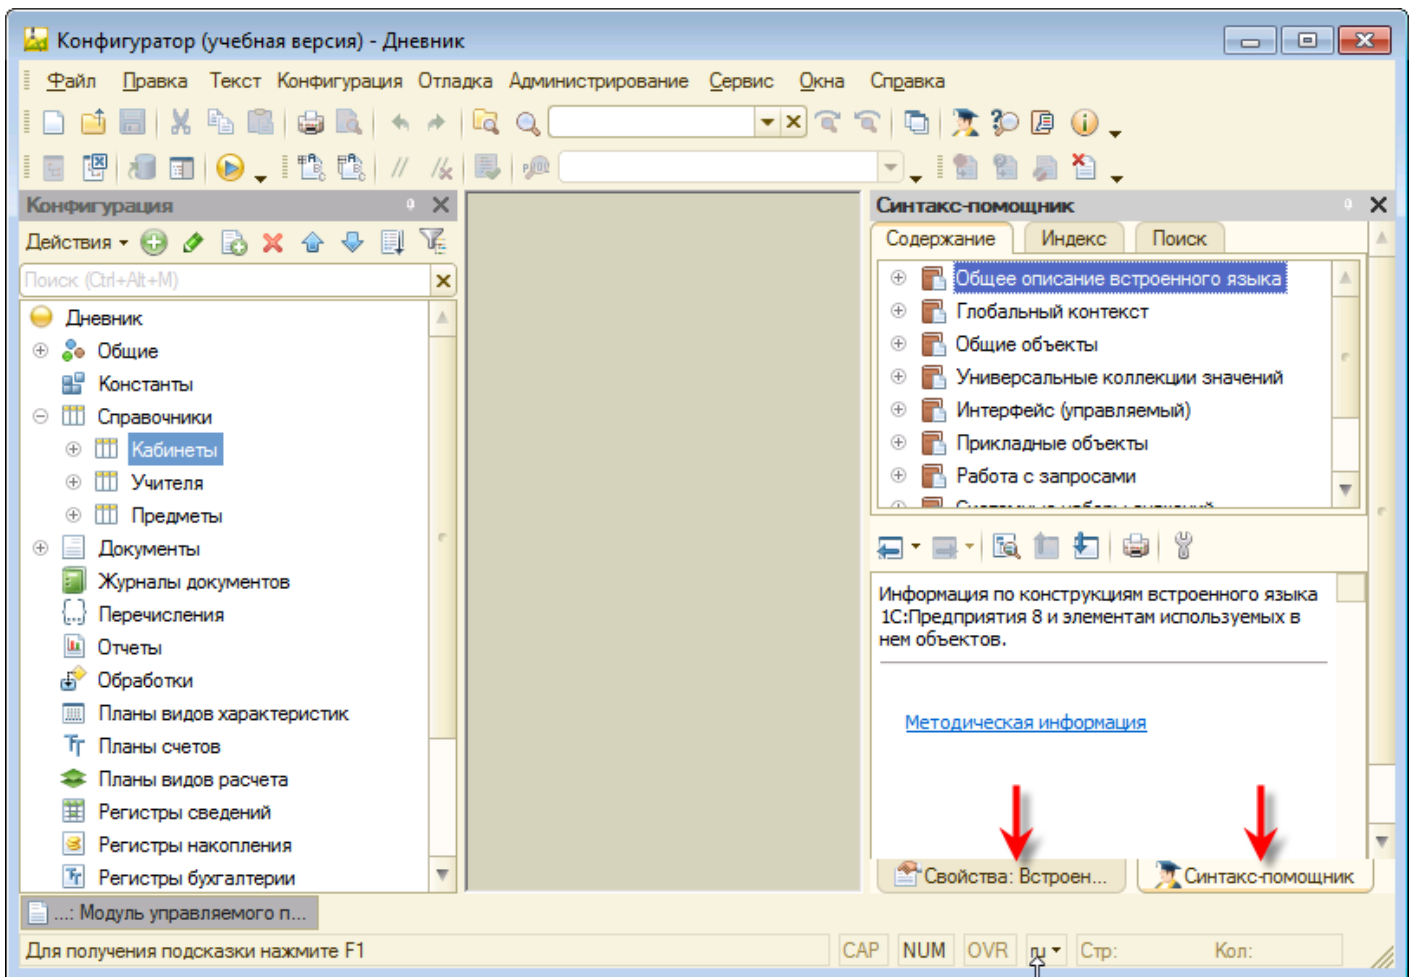 Конфигуратор (учебная версия) - Дневник
Файл Правка Текст Конфигурация Отладка Администрирование Сервис Окна Справка
Конфигурация
Действия
Поиск (Ctrl+Alt+M)
Дневник
Общие
Константы
Справочники
Кабинеты
Учителя
Предметы
Документы
Журналы документов
Перечисления
Отчеты
Обработки
Планы видов характеристик
Планы счетов
Планы видов расчета
Регистры сведений
Регистры накопления
Регистры бухгалтерии
Синтакс-помощник
Содержание Индекс Поиск
Общее описание встроенного языка
Глобальный контекст
Общие объекты
Универсальные коллекции значений
Интерфейс (управляемый)
Прикладные объекты
Работа с запросами
Информация по конструкциям встроенного языка
1С:Предприятия 8 и элементам используемых в
нем объектов.
Методическая информация
Свойства: Встроен... Синтакс-помощник
...: Модуль управляемого п...
Для получения подсказки нажмите F1 CAP NUM OVR ru Стр: Кол: